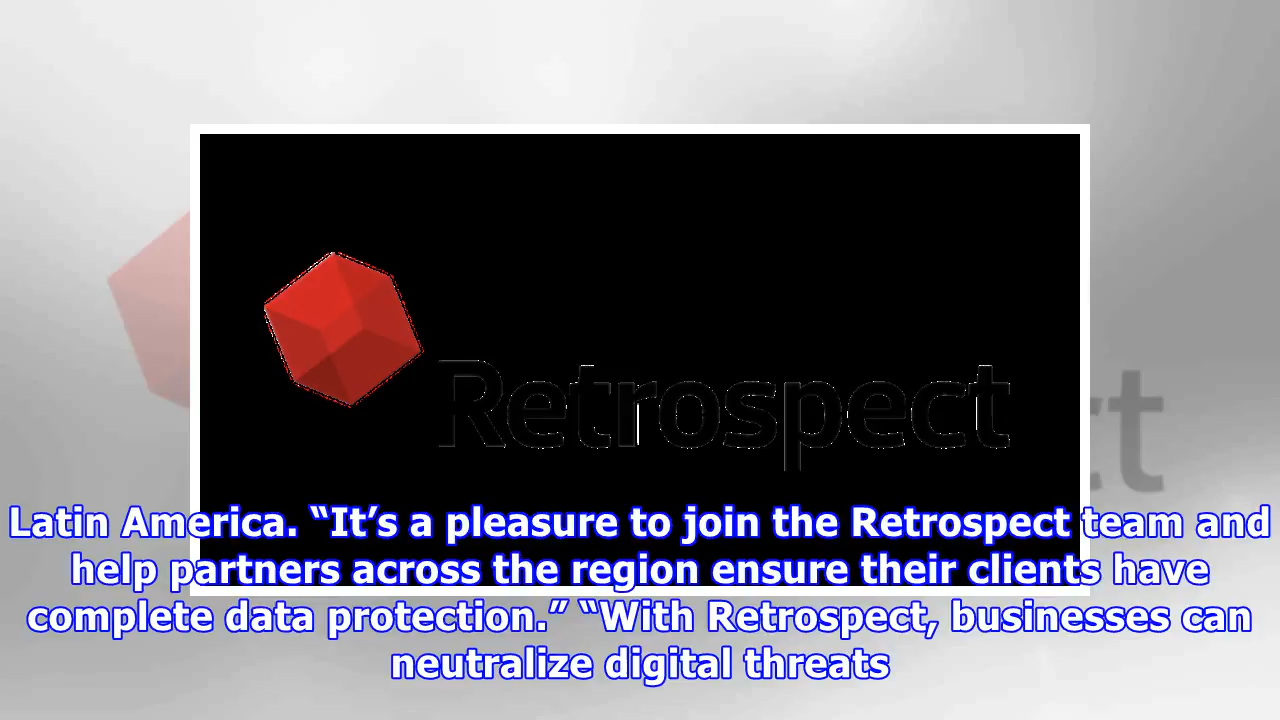 Retrospect
ct
Latin America. “It’s a pleasure to join the Retrospect team and
help partners across the region ensure their clients have
complete data protection.” “With Retrospect, businesses can
neutralize digital threats